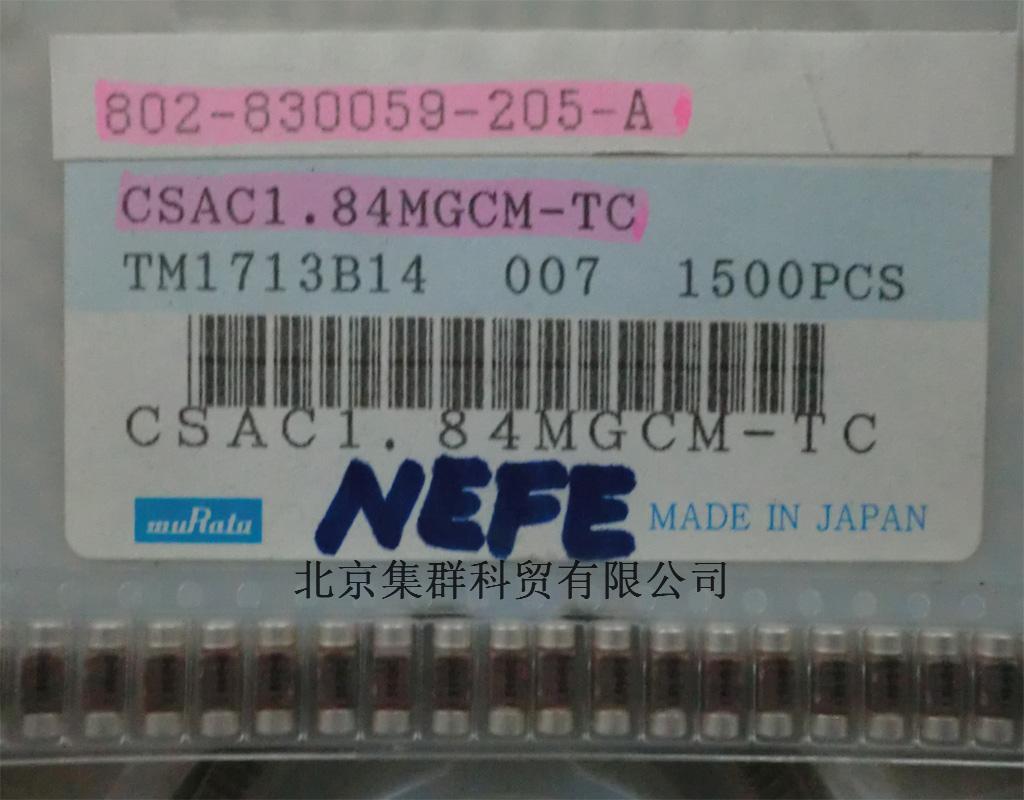 802-830059-205-A
CSAC1.84MGCM-TC
TM1713B14 007 1500PCS
CSAC1.84MGCM-TC
muRata NEFE MADE IN JAPAN
北京集群科贸有限公司